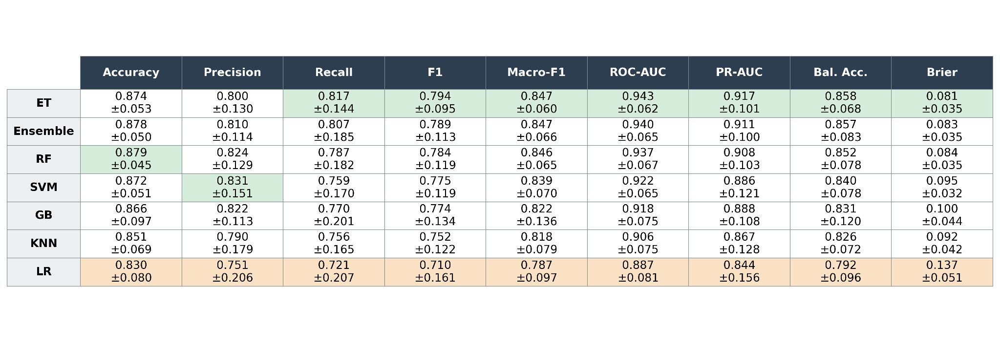 Accuracy Precision Recall F1 Macro-F1 ROC-AUC PR-AUC Bal. Acc. Brier
ET 0.874 ±0.053 0.800 ±0.130 0.817 ±0.144 0.794 ±0.095 0.847 ±0.060 0.943 ±0.062 0.917 ±0.101 0.858 ±0.068 0.081 ±0.035
Ensemble 0.878 ±0.050 0.810 ±0.114 0.807 ±0.185 0.789 ±0.113 0.847 ±0.066 0.940 ±0.065 0.911 ±0.100 0.857 ±0.083 0.083 ±0.035
RF 0.879 ±0.045 0.824 ±0.129 0.787 ±0.182 0.784 ±0.119 0.846 ±0.065 0.937 ±0.067 0.908 ±0.103 0.852 ±0.078 0.084 ±0.035
SVM 0.872 ±0.051 0.831 ±0.151 0.759 ±0.170 0.775 ±0.119 0.839 ±0.070 0.922 ±0.065 0.886 ±0.121 0.840 ±0.078 0.095 ±0.032
GB 0.866 ±0.097 0.822 ±0.113 0.770 ±0.201 0.774 ±0.134 0.822 ±0.136 0.918 ±0.075 0.888 ±0.108 0.831 ±0.120 0.100 ±0.044
KNN 0.851 ±0.069 0.790 ±0.179 0.756 ±0.165 0.752 ±0.122 0.818 ±0.079 0.906 ±0.075 0.867 ±0.128 0.826 ±0.072 0.092 ±0.042
LR 0.830 ±0.080 0.751 ±0.206 0.721 ±0.207 0.710 ±0.161 0.787 ±0.097 0.887 ±0.081 0.844 ±0.156 0.792 ±0.096 0.137 ±0.051